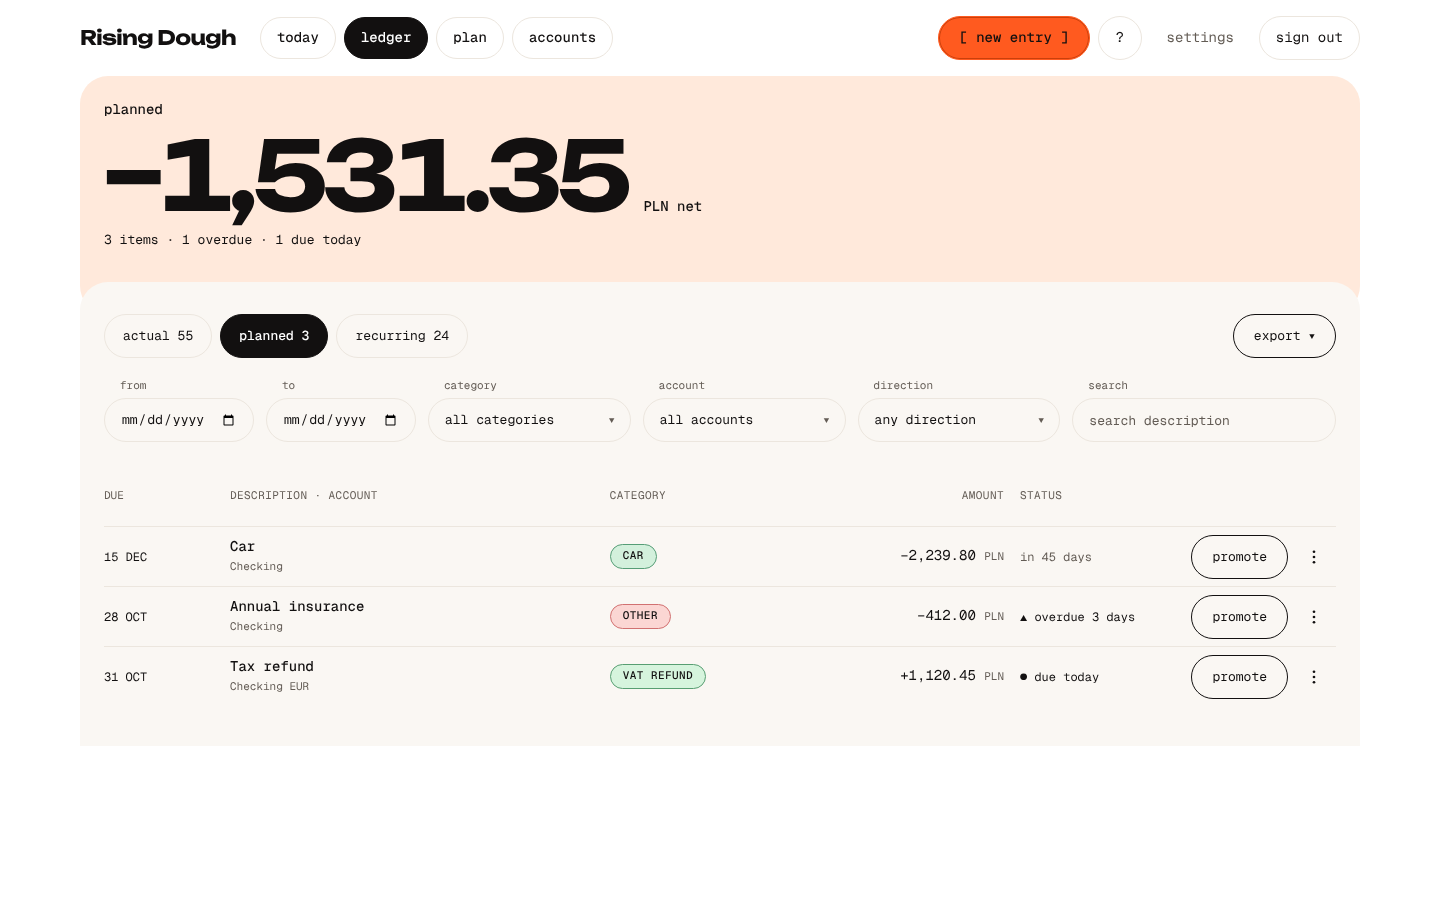 Rising Dough today ledger plan accounts [ new entry ] ? settings sign out
planned
−1,531.35 PLN net
3 items · 1 overdue · 1 due today
actual 55 planned 3 recurring 24 export ▾
from to category account direction search
mm/dd/yyyy mm/dd/yyyy all categories ▾ all accounts ▾ any direction ▾ search description
DUE DESCRIPTION · ACCOUNT CATEGORY AMOUNT STATUS
15 DEC Car CAR −2,239.80 PLN in 45 days promote
Checking
28 OCT Annual insurance OTHER −412.00 PLN ▲ overdue 3 days promote
Checking
31 OCT Tax refund VAT REFUND +1,120.45 PLN ● due today promote
Checking EUR